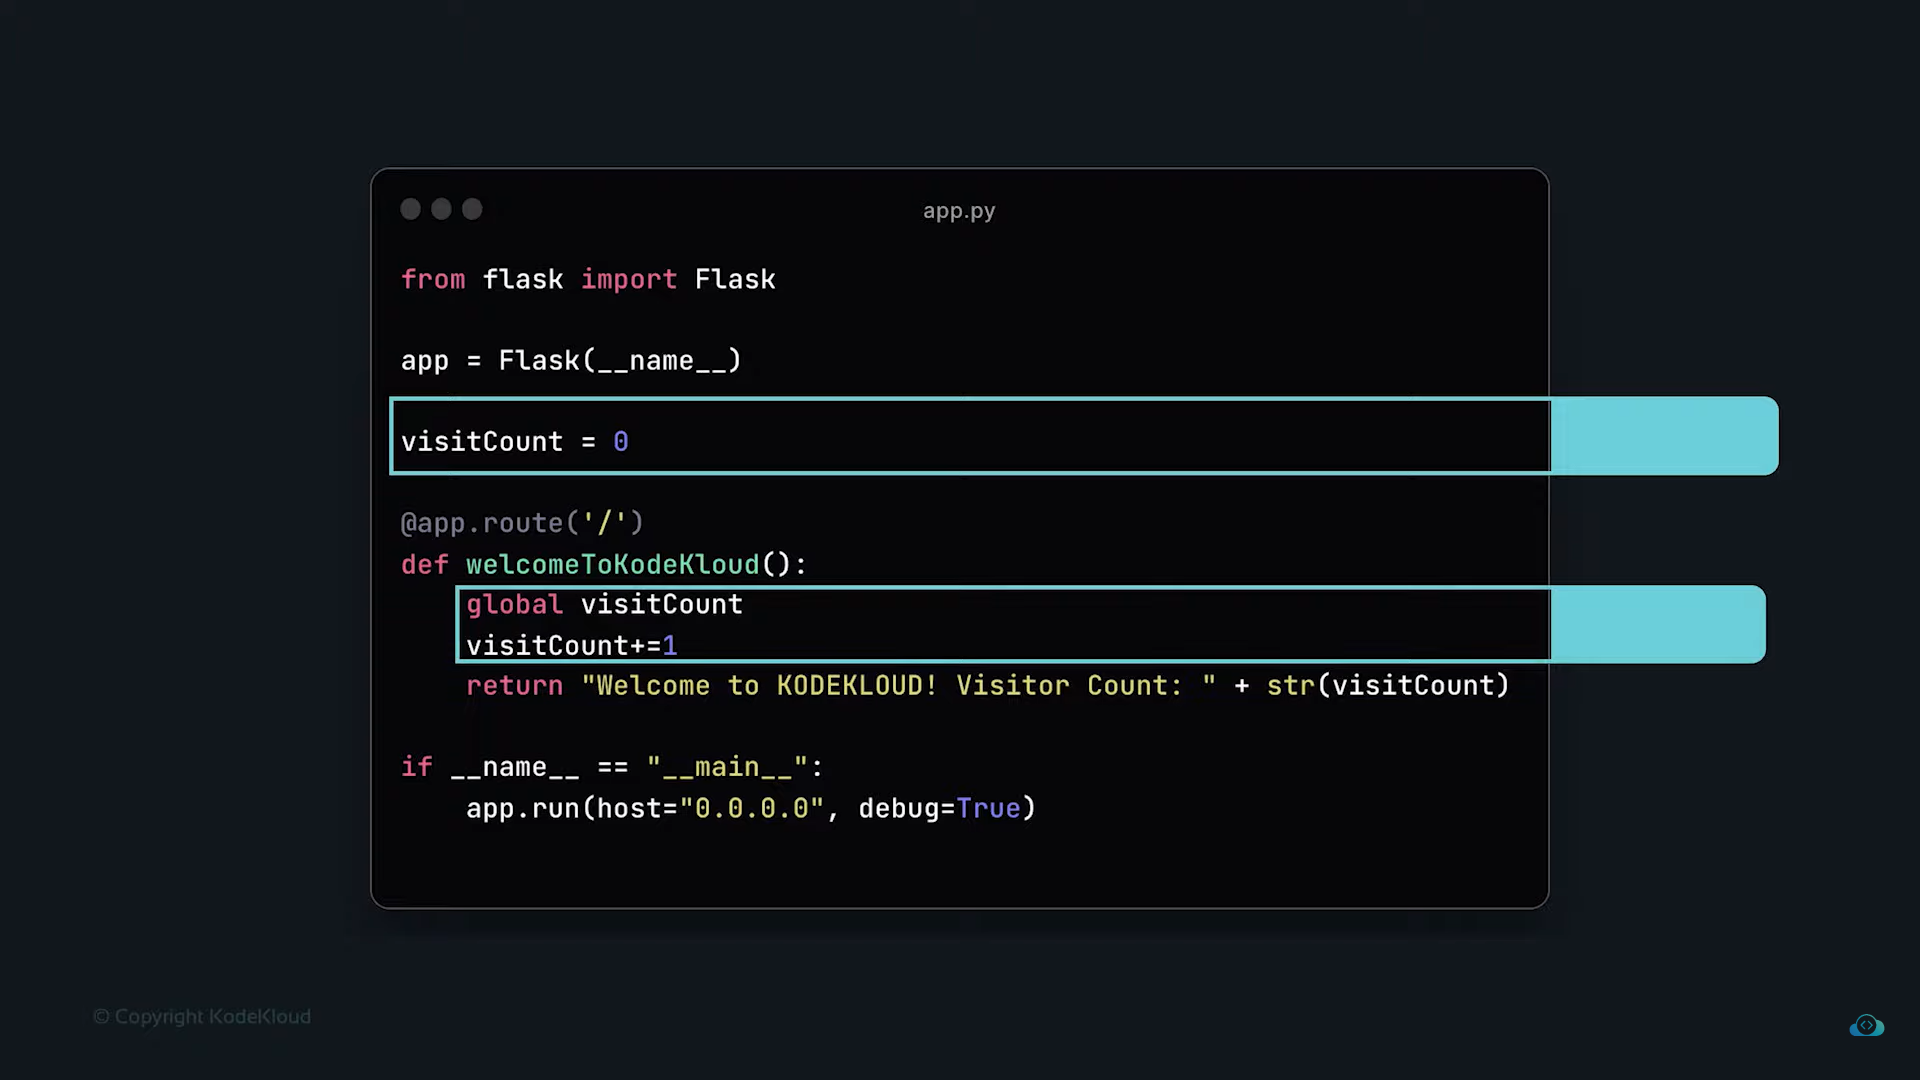 app.py
from flask import Flask
app = Flask(__name__)
visitCount = 0
@app.route('/')
def welcomeToKodeKloud():
    global visitCount
    visitCount+=1
    return "Welcome to KODEKLOUD! Visitor Count: " + str(visitCount)
if __name__ == "__main__":
    app.run(host="0.0.0.0", debug=True)
© Copyright KodeKloud